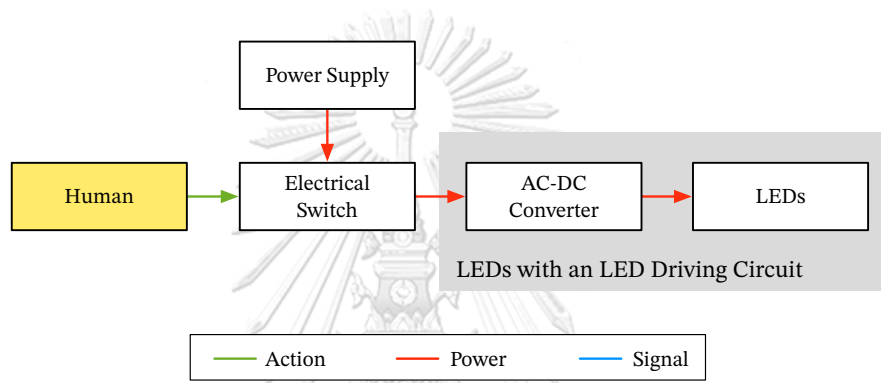 Power Supply
Human
Electrical
Switch
AC-DC
Converter
LEDs
LEDs with an LED Driving Circuit
Action
Power
Signal